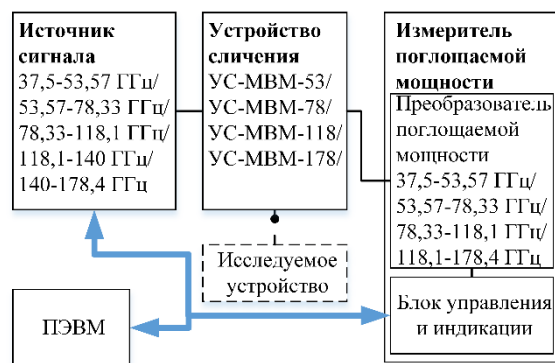 Источник
сигнала
37,5-53,57 ГГц/
53,57-78,33 ГГц/
78,33-118,1 ГГц/
118,1-140 ГГц/
140-178,4 ГГц
Устройство
сличения
УС-МВМ-53/
УС-МВМ-78/
УС-МВМ-118/
УС-МВМ-178/
Измеритель
поглощаемой
мощности
Преобразователь
поглощаемой
мощности
37,5-53,57 ГГц/
53,57-78,33 ГГц/
78,33-118,1 ГГц/
118,1-178,4 ГГц
Исследуемое
устройство
ПЭВМ
Блок управления
и индикации